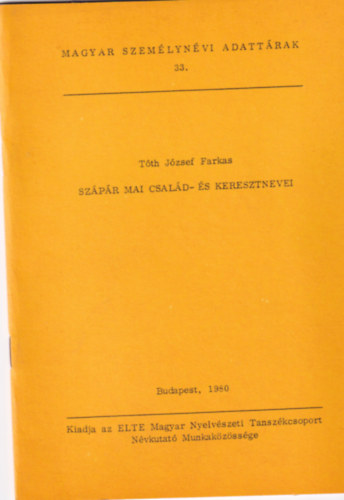 MAGYAR SZEMÉLYNÉVI ADATTÁRAK
33.
Tóth József Farkas
SZÁPÁR MAI CSALÁD- ÉS KERESZTNEVEI
Budapest, 1980
Kiadja az ELTE Magyar Nyelvészeti Tanszékcsoport
Névkutató Munkaközössége